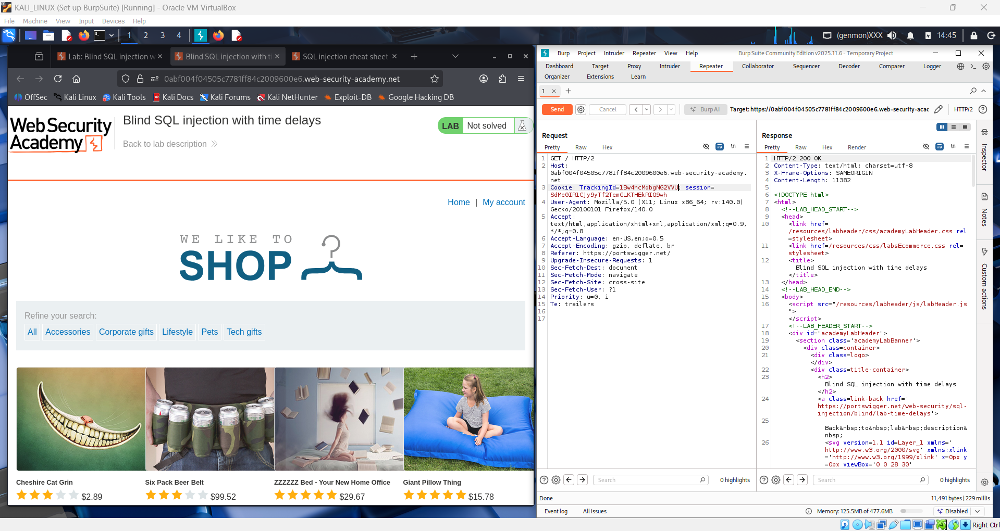 KALI_LINUX (Set up BurpSuite) [Running] - Oracle VM VirtualBox
File Machine View Input Devices Help
1 2 3 4
(genmon)XXX 14:45
Lab: Blind SQL injection w
Blind SQL injection with ti
SQL injection cheat sheet
0abf004f04505c7781ff84c2009600e6.web-security-academy.net
OffSec Kali Linux Kali Tools Kali Docs Kali Forums Kali NetHunter Exploit-DB Google Hacking DB
WebSecurity
Academy
Blind SQL injection with time delays
Back to lab description
LAB Not solved
Home | My account
WE LIKE TO
SHOP
Refine your search:
All Accessories Corporate gifts Lifestyle Pets Tech gifts
Cheshire Cat Grin
$2.89
Six Pack Beer Belt
$99.52
ZZZZZZ Bed - Your New Home Office
$29.67
Giant Pillow Thing
$15.78
Burp Project Intruder Repeater View Help
Burp Suite Community Edition v2025.11.6 - Temporary Project
Dashboard Target Proxy Intruder Repeater Collaborator Sequencer Decoder Comparer Logger
Organizer Extensions Learn
1
Send Cancel Burp AI Target: https://0abf004f04505c7781ff84c2009600e6.web-security-acac HTTP/2
Request
Pretty Raw Hex
\n
1 GET / HTTP/2
2 Host:
0abf004f04505c7781ff84c2009600e6.web-security-academy.
net
3 Cookie: TrackingId=1Bw4hcMqbgNG2VVU; session=
SdMe0IR1Cjy9yTf2TemGLKTHEkRIQ9wh
4 User-Agent: Mozilla/5.0 (X11; Linux x86_64; rv:140.0)
Gecko/20100101 Firefox/140.0
5 Accept:
text/html,application/xhtml+xml,application/xml;q=0.9,
*/*;q=0.8
6 Accept-Language: en-US,en;q=0.5
7 Accept-Encoding: gzip, deflate, br
8 Referer: https://portswigger.net/
9 Upgrade-Insecure-Requests: 1
10 Sec-Fetch-Dest: document
11 Sec-Fetch-Mode: navigate
12 Sec-Fetch-Site: cross-site
13 Sec-Fetch-User: ?1
14 Priority: u=0, i
15 Te: trailers
16
17
Search 0 highlights
Response
Pretty Raw Hex Render
\n
1 HTTP/2 200 OK
2 Content-Type: text/html; charset=utf-8
3 X-Frame-Options: SAMEORIGIN
4 Content-Length: 11382
5
6 <!DOCTYPE html>
7 <html>
8 <!--LAB_HEAD_START-->
9 <head>
10 <link href=
/resources/labheader/css/academyLabHeader.css rel
=stylesheet>
11 <link href=/resources/css/labsEcommerce.css rel=
stylesheet>
12 <title>
Blind SQL injection with time delays
</title>
13 </head>
14 <!--LAB_HEAD_END-->
15 <body>
16 <script src="/resources/labheader/js/labHeader.js
">
</script>
17 <!--LAB_HEADER_START-->
18 <div id="academyLabHeader">
19 <section class='academyLabBanner'>
20 <div class=container>
21 <div class=logo>
</div>
22 <div class=title-container>
23 <h2>
Blind SQL injection with time delays
</h2>
24 <a class=link-back href='
https://portswigger.net/web-security/sql-
injection/blind/lab-time-delays'>
25
Back&nbsp;to&nbsp;lab&nbsp;description&
nbsp;
26 <svg version=1.1 id=Layer_1 xmlns='
http://www.w3.org/2000/svg' xmlns:xlink
='http://www.w3.org/1999/xlink' x=0px y
=0px viewBox='0 0 28 30'
Search 0 highlights
Inspector
Notes
Custom actions
Done 11,491 bytes | 229 millis
Event log All issues Memory: 125.5MB of 477.6MB Disabled
Right Ctrl